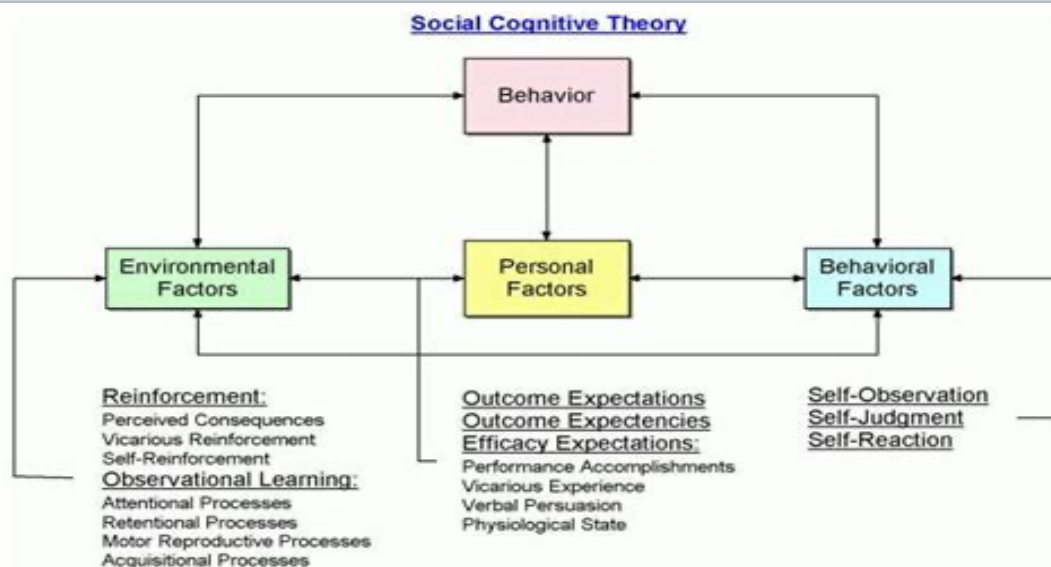 Social Cognitive Theory
Behavior
Environmental
Factors
Personal
Factors
Behavioral
Factors
Reinforcement:
Perceived Consequences
Vicarious Reinforcement
Self-Reinforcement
Observational Learning:
Attentional Processes
Retentional Processes
Motor Reproductive Processes
Acquisitional Processes
Outcome Expectations
Outcome Expectencies
Efficacy Expectations:
Performance Accomplishments
Vicarious Experience
Verbal Persuasion
Physiological State
Self-Observation
Self-Judgment
Self-Reaction